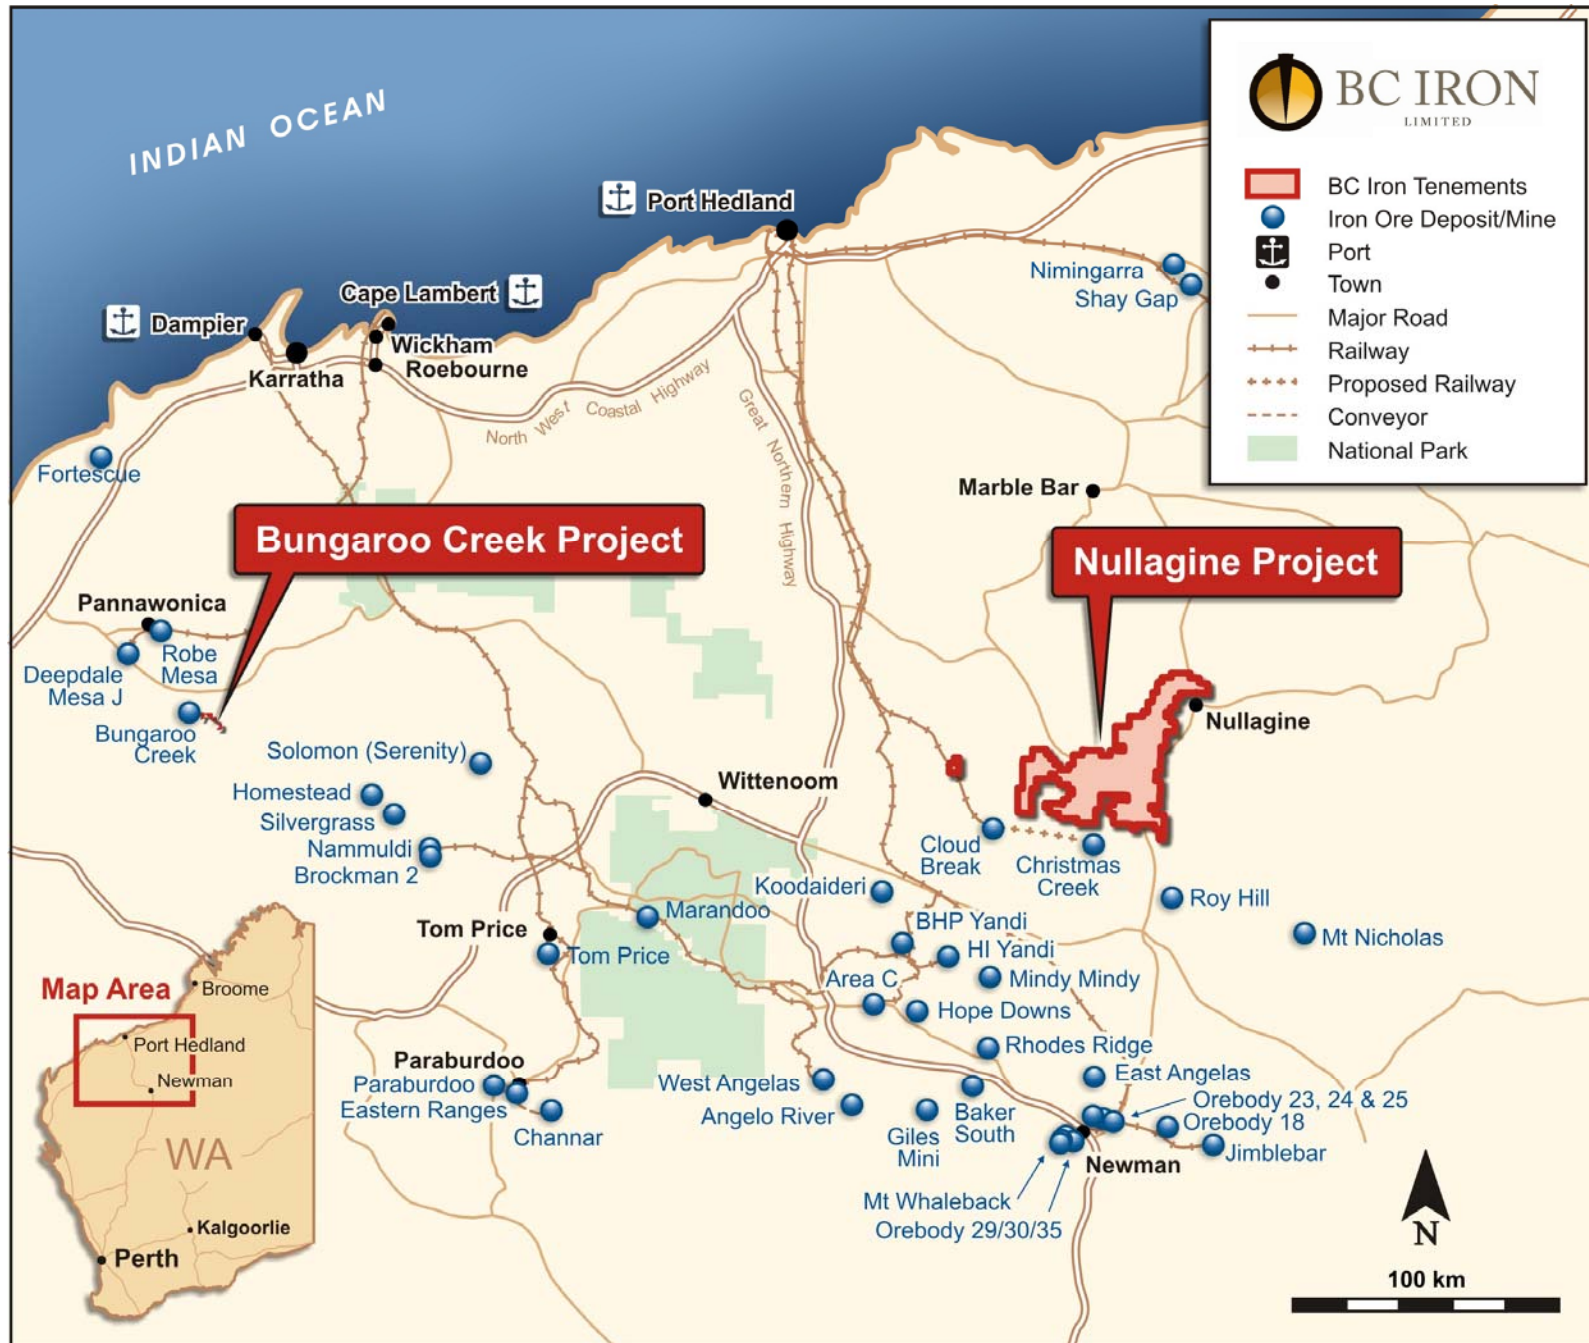 INDIAN OCEAN
BC IRON
LIMITED
BC Iron Tenements
Iron Ore Deposit/Mine
Port
Town
Major Road
Railway
Proposed Railway
Conveyor
National Park
Port Hedland
Nimingarra
Shay Gap
Cape Lambert
Dampier
Wickham
Roebourne
Karratha
North West Coastal Highway
Great Northern Highway
Fortescue
Marble Bar
Bungaroo Creek Project
Nullagine Project
Pannawonica
Robe
Mesa
Deepdale
Mesa J
Bungaroo
Creek
Nullagine
Solomon (Serenity)
Homestead
Silvergrass
Nammuldi
Brockman 2
Wittenoom
Cloud
Break
Christmas
Creek
Koodaideri
Roy Hill
Marandoo
Tom Price
Tom Price
BHP Yandi
HI Yandi
Mt Nicholas
Area C
Mindy Mindy
Hope Downs
Rhodes Ridge
Paraburdoo
Paraburdoo
Eastern Ranges
Channar
West Angelas
Angelo River
Giles
Mini
Baker
South
East Angelas
Orebody 23, 24 & 25
Orebody 18
Jimblebar
Newman
Mt Whaleback
Orebody 29/30/35
Map Area
Broome
Port Hedland
Newman
WA
Kalgoorlie
Perth
N
100 km